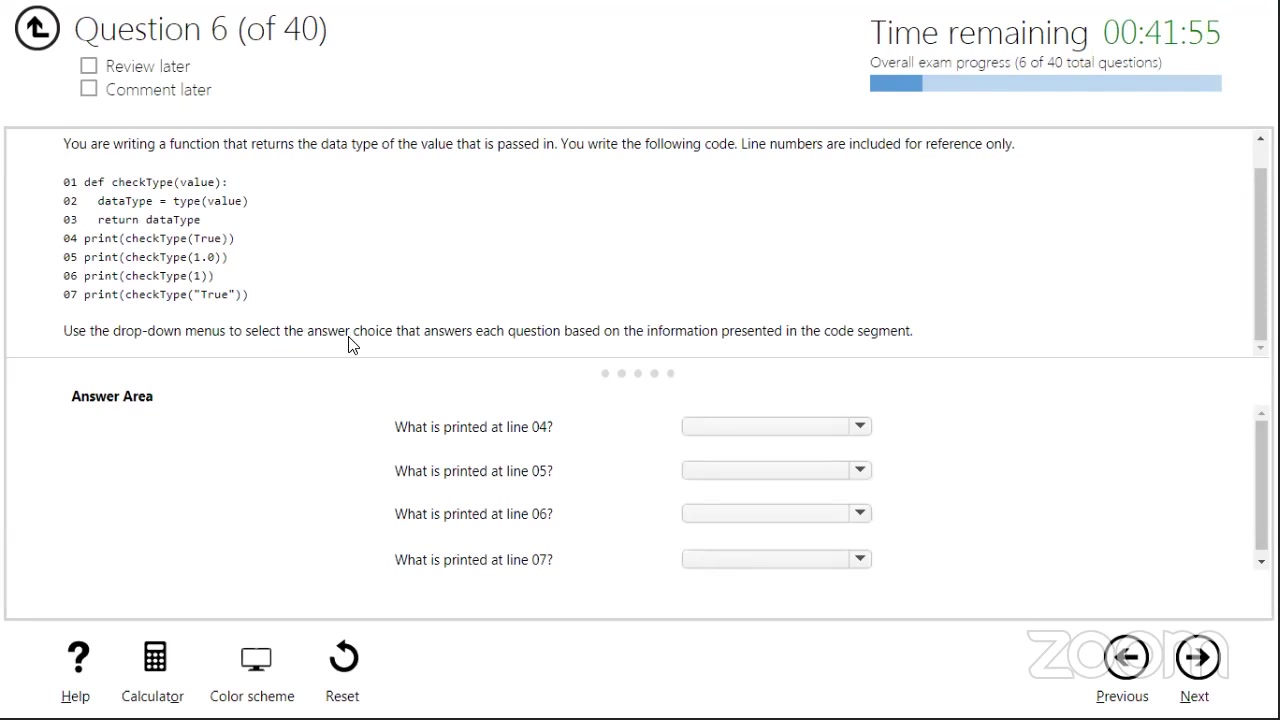 Question 6 (of 40)
Time remaining 00:41:55
Review later
Overall exam progress (6 of 40 total questions)
Comment later
You are writing a function that returns the data type of the value that is passed in. You write the following code. Line numbers are included for reference only.
01 def checkType(value):
02   dataType = type(value)
03   return dataType
04 print(checkType(True))
05 print(checkType(1.0))
06 print(checkType(1))
07 print(checkType("True"))
Use the drop-down menus to select the answer choice that answers each question based on the information presented in the code segment.
Answer Area
What is printed at line 04?
What is printed at line 05?
What is printed at line 06?
What is printed at line 07?
zoom
Help Calculator Color scheme Reset Previous Next